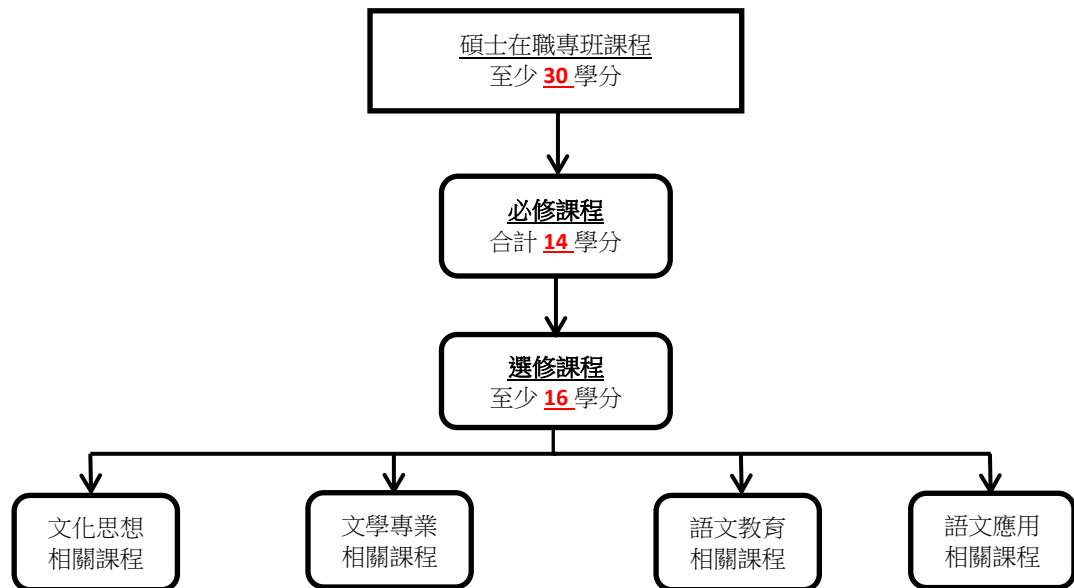 碩士在職專班課程
至少 30 學分
必修課程
合計 14 學分
選修課程
至少 16 學分
文化思想
相關課程
文學專業
相關課程
語文教育
相關課程
語文應用
相關課程